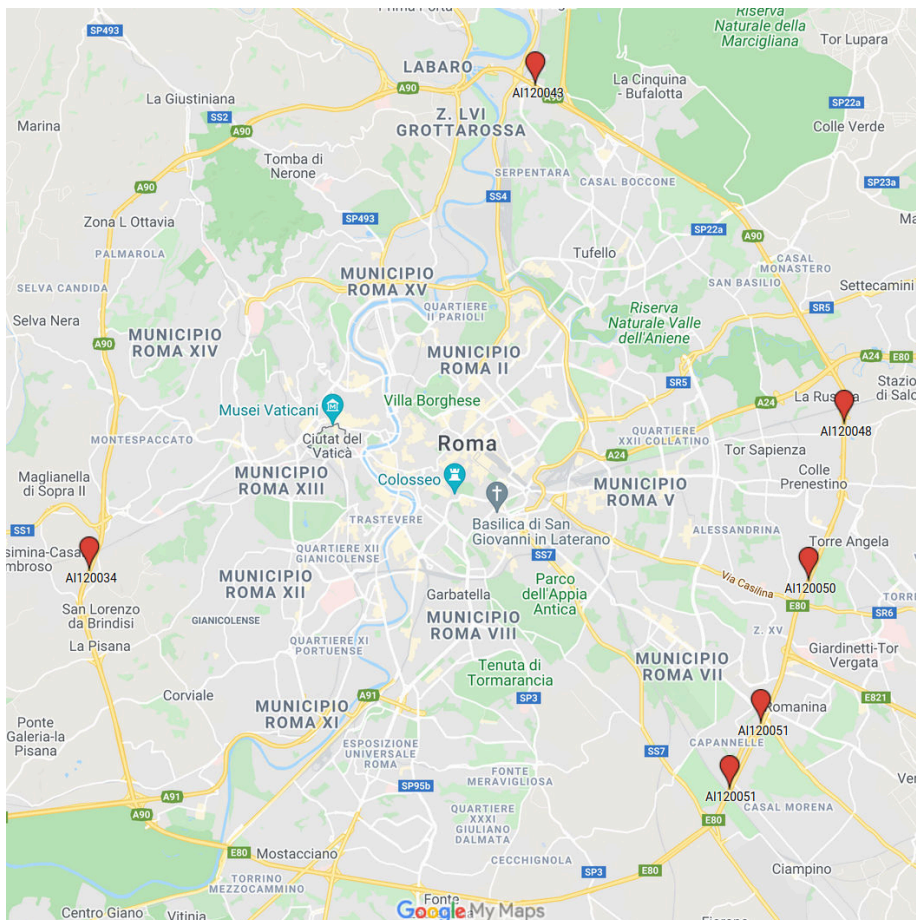 SP493
Prima Porta
Riserva
Naturale della
Marcigliana
Tor Lupara
LABARO
AI120043
La Cinquina
- Bufalotta
A90
A90
La Giustiniana
SP22a
SS2
Z. LVI
GROTTAROSSA
Colle Verde
Marina
A90
Tomba di
Nerone
SERPENTARA
CASAL BOCCONE
A90
SS4
SP23a
Zona L Ottavia
SP493
SP22a
A90
PALMAROLA
Tufello
CASAL
MONASTERO
MUNICIPIO
ROMA XV
SAN BASILIO
SELVA CANDIDA
Settecamini
QUARTIERE
II PARIOLI
Riserva
Naturale Valle
dell'Aniene
SR5
Selva Nera
MUNICIPIO
ROMA XIV
A90
MUNICIPIO
ROMA II
A24
E80
SR5
Villa Borghese
A24
La Rustica
Musei Vaticani
AI120048
MONTESPACCATO
Ciutat del
Vaticà
Roma
QUARTIERE
XXII COLLATINO
A24
Tor Sapienza
Maglianella
di Sopra II
MUNICIPIO
ROMA XIII
Colosseo
MUNICIPIO
ROMA V
Colle
Prenestino
TRASTEVERE
Basilica di San
Giovanni in Laterano
ALESSANDRINA
SS1
QUARTIERE XII
GIANICOLENSE
SS7
Torre Angela
AI120034
MUNICIPIO
ROMA XII
Parco
dell'Appia
Antica
Via Casilina
AI120050
Garbatella
E80
SR6
San Lorenzo
da Brindisi
GIANICOLENSE
MUNICIPIO
ROMA VIII
Z. XV
La Pisana
QUARTIERE XI
PORTUENSE
Giardinetti-Tor
Vergata
Tenuta di
Tormarancia
MUNICIPIO
ROMA VII
Corviale
A91
SP3
E821
MUNICIPIO
ROMA XI
Romanina
Ponte
Galeria-la
Pisana
AI120051
ESPOSIZIONE
UNIVERSALE
ROMA
CAPANNELLE
SS7
FONTE
MERAVIGLIOSA
SP95b
A91
AI120051
A90
QUARTIERE
XXXI
GIULIANO
DALMATA
CASAL MORENA
E80
E80
Mostacciano
CECCHIGNOLA
SP3
Ciampino
TORRINO
MEZZOCAMMINO
Fonte
Centro Giano
Vitinia
Google My Maps